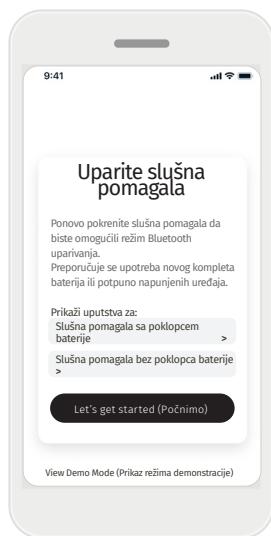 9:41
Uparite slušna
pomagala
Ponovo pokrenite slušna pomagala da
biste omogućili režim Bluetooth
uparivanja.
Preporučuje se upotreba novog kompleta
baterija ili potpuno napunjenih uređaja.
Prikaži uputstva za:
Slušna pomagala sa poklopcem
baterije >
Slušna pomagala bez poklopca baterije
>
Let's get started (Počnimo)
View Demo Mode (Prikaz režima demonstracije)